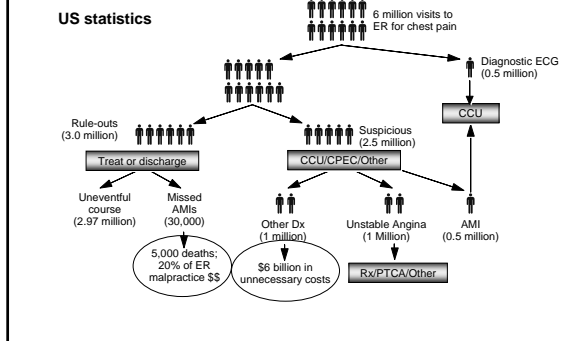 US statistics
6 million visits to
ER for chest pain
Diagnostic ECG
(0.5 million)
CCU
Rule-outs
(3.0 million)
Treat or discharge
Suspicious
(2.5 million)
CCU/CPEC/Other
Uneventful
course
(2.97 million)
Missed
AMIs
(30,000)
Other Dx
(1 million)
Unstable Angina
(1 Million)
AMI
(0.5 million)
5,000 deaths;
20% of ER
malpractice $$
$6 billion in
unnecessary costs
Rx/PTCA/Other